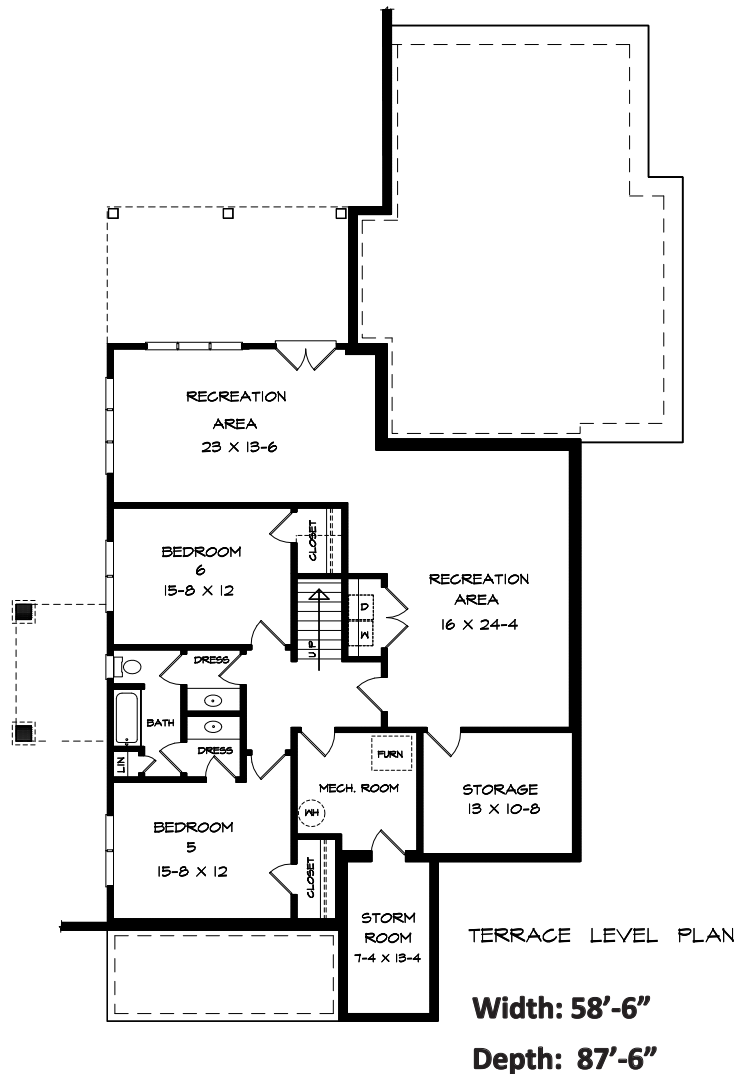 RECREATION
AREA
23 X 13-6
CLOSET
BEDROOM
6
15-8 X 12
RECREATION
AREA
16 X 24-4
D
W
UP
DRESS
BATH
DRESS
LIN
FURN
MECH. ROOM
WH
STORAGE
13 X 10-8
BEDROOM
5
15-8 X 12
CLOSET
STORM
ROOM
7-4 X 13-4
TERRACE LEVEL PLAN
Width: 58’-6”
Depth: 87’-6”